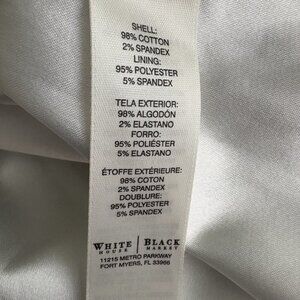 SHELL:
98% COTTON
2% SPANDEX
LINING:
95% POLYESTER
5% SPANDEX
TELA EXTERIOR:
98% ALGODÓN
2% ELASTANO
FORRO:
95% POLIÉSTER
5% ELASTANO
ÉTOFFE EXTÉRIEURE:
98% COTON
2% SPANDEX
DOUBLURE:
95% POLYESTER
5% SPANDEX
WHITE | BLACK
HOUSE | MARKET
11215 METRO PARKWAY
FORT MYERS, FL 33966